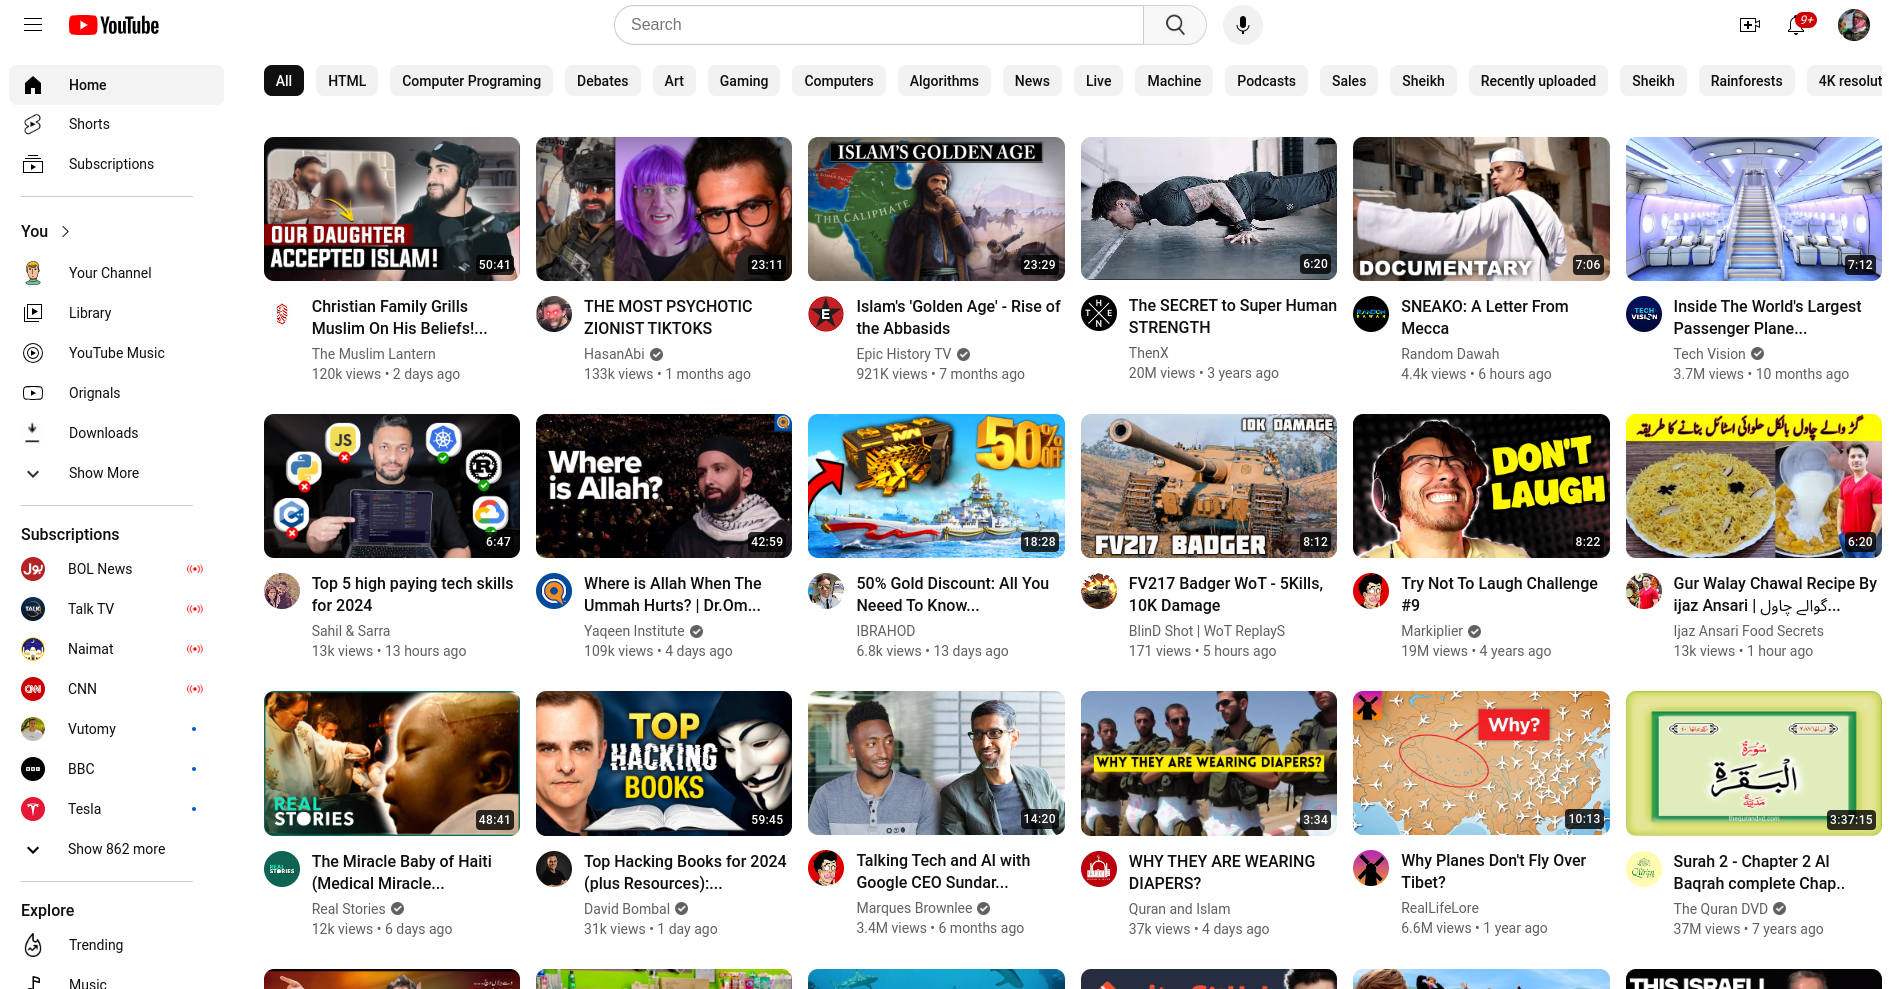 YouTube
Search
9+
Home
Shorts
Subscriptions
You
Your Channel
Library
YouTube Music
Orignals
Downloads
Show More
Subscriptions
BOL News
Talk TV
Naimat
CNN
Vutomy
BBC
Tesla
Show 862 more
Explore
Trending
Music
All
HTML
Computer Programing
Debates
Art
Gaming
Computers
Algorithms
News
Live
Machine
Podcasts
Sales
Sheikh
Recently uploaded
Sheikh
Rainforests
4K resolut
OUR DAUGHTER
ACCEPTED ISLAM!
50:41
Christian Family Grills
Muslim On His Beliefs!...
The Muslim Lantern
120k views • 2 days ago
23:11
THE MOST PSYCHOTIC
ZIONIST TIKTOKS
HasanAbi
133k views • 1 months ago
ISLAM'S GOLDEN AGE
THE CALIPHATE
23:29
E
Islam's 'Golden Age' - Rise of
the Abbasids
Epic History TV
921K views • 7 months ago
6:20
THEN
The SECRET to Super Human
STRENGTH
ThenX
20M views • 3 years ago
DOCUMENTARY
7:06
RANDOM
DAWAH
SNEAKO: A Letter From
Mecca
Random Dawah
4.4k views • 6 hours ago
7:12
TECH
VISION
Inside The World's Largest
Passenger Plane...
Tech Vision
3.7M views • 10 months ago
JS
C++
6:47
Top 5 high paying tech skills
for 2024
Sahil & Sarra
13k views • 13 hours ago
Where
is Allah?
42:59
Where is Allah When The
Ummah Hurts? | Dr.Om...
Yaqeen Institute
109k views • 4 days ago
50%
OFF
18:28
50% Gold Discount: All You
Neeed To Know...
IBRAHOD
6.8k views • 13 days ago
10K DAMAGE
FV217 BADGER
8:12
FV217 Badger WoT - 5Kills,
10K Damage
BlinD Shot | WoT ReplayS
171 views • 5 hours ago
DON'T
LAUGH
8:22
Try Not To Laugh Challenge
#9
Markiplier
19M views • 4 years ago
گڑ والے چاول بالکل حلوائی اسٹائل بنانے کا طریقہ
6:20
Gur Walay Chawal Recipe By
ijaz Ansari | گوالے چاول...
Ijaz Ansari Food Secrets
13k views • 1 hour ago
REAL
STORIES
48:41
REAL
STORIES
The Miracle Baby of Haiti
(Medical Miracle...
Real Stories
12k views • 6 days ago
TOP
HACKING
BOOKS
59:45
Top Hacking Books for 2024
(plus Resources):...
David Bombal
31k views • 1 day ago
14:20
Talking Tech and AI with
Google CEO Sundar...
Marques Brownlee
3.4M views • 6 months ago
WHY THEY ARE WEARING DIAPERS?
3:34
WHY THEY ARE WEARING
DIAPERS?
Quran and Islam
37k views • 4 days ago
Why?
10:13
Why Planes Don't Fly Over
Tibet?
RealLifeLore
6.6M views • 1 year ago
سُورَة
الْبَقَرَة
مَدَنِيَّة
thequrandvd.com
3:37:15
Surah 2 - Chapter 2 Al
Baqrah complete Chap..
The Quran DVD
37M views • 7 years ago
THIS ISRAELI